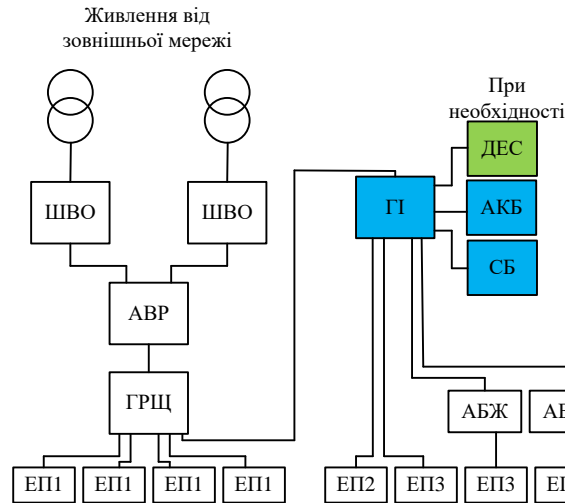 Живлення від
зовнішньої мережі
При
необхідності
ДЕС
ШВО
ШВО
ГІ
АКБ
СБ
АВР
ГРЩ
АБЖ
ЕП1
ЕП1
ЕП1
ЕП1
ЕП2
ЕП3
ЕП3